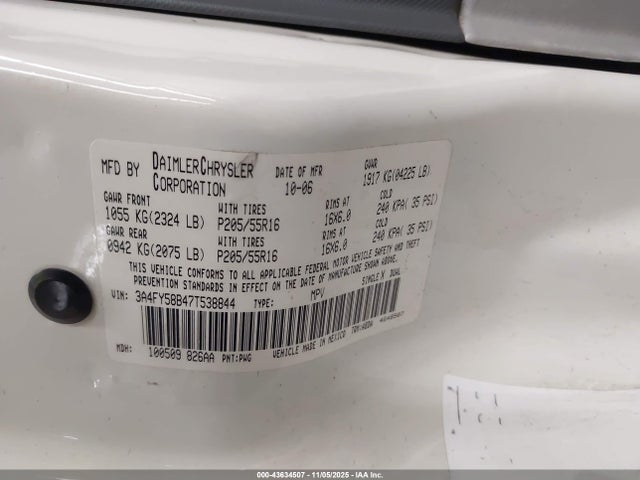 MFD BY DAIMLERCHRYSLER CORPORATION
DATE OF MFR 10-06
GVWR 1917 KG(04225 LB)
GAWR FRONT WITH TIRES RIMS AT COLD
1055 KG(2324 LB) P205/55R16 16X6.0 240 KPA( 35 PSI)
GAWR REAR WITH TIRES RIMS AT COLD
0942 KG(2075 LB) P205/55R16 16X6.0 240 KPA( 35 PSI)
THIS VEHICLE CONFORMS TO ALL APPLICABLE FEDERAL MOTOR VEHICLE SAFETY AND THEFT
PREVENTION STANDARDS IN EFFECT ON THE DATE OF MANUFACTURE SHOWN ABOVE.
VIN: 3A4FY58B47T538844 TYPE: MPV SINGLE X DUAL
MDH: 100509 826AA PNT:PWG VEHICLE MADE IN MEXICO
000-43634507 - 11/05/2025 - IAA Inc.